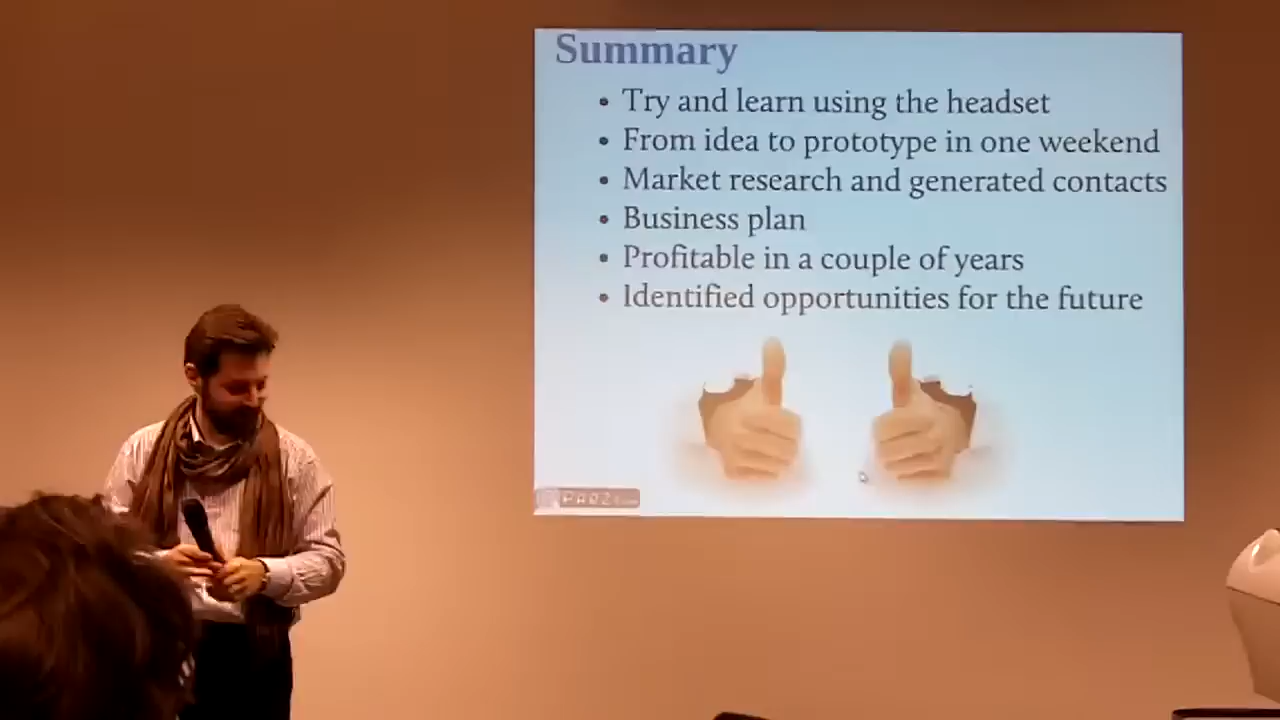 Summary
• Try and learn using the headset
• From idea to prototype in one weekend
• Market research and generated contacts
• Business plan
• Profitable in a couple of years
• Identified opportunities for the future